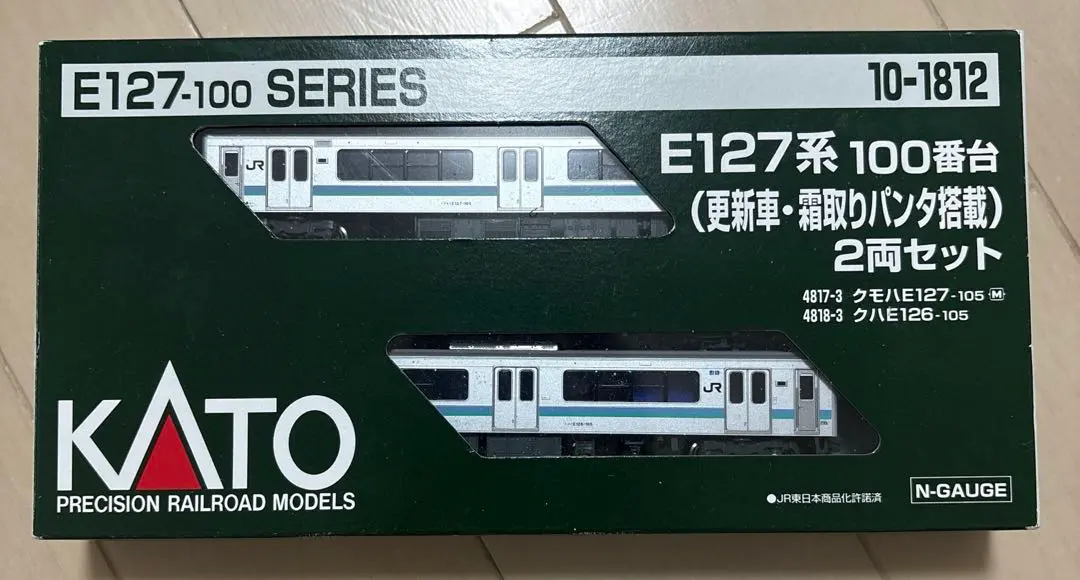 E127-100 SERIES
10-1812
JR
E127系 100番台
(更新車・霜取りパンタ搭載)
2両セット
4817-3 クモハE127-105 M
4818-3 クハE126-105
JR
KATO
PRECISION RAILROAD MODELS
●JR東日本商品化許諾済
N-GAUGE